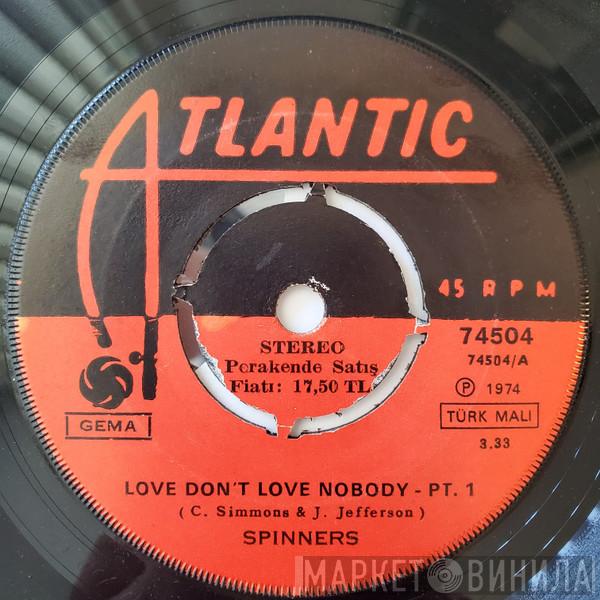 ATLANTIC
45 RPM
STEREO
Perakende Satış
Fiatı: 17,50 TL
74504
74504/A
Ⓟ 1974
GEMA
TÜRK MALI
3.33
LOVE DON'T LOVE NOBODY - PT. 1
( C. Simmons & J. Jefferson )
SPINNERS
МАРКЕТ ВИНИЛА